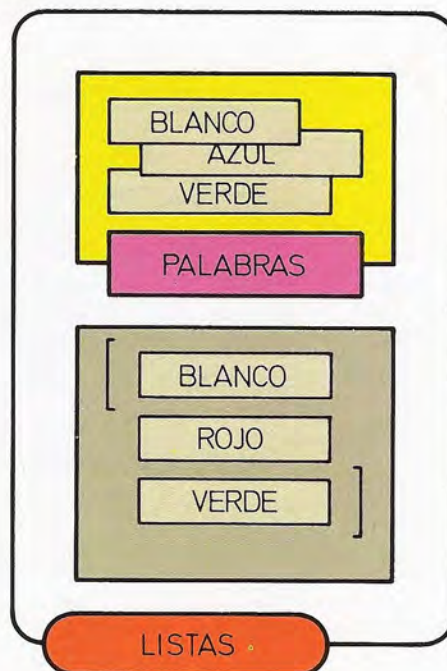 BLANCO
AZUL
VERDE
PALABRAS
[
BLANCO
ROJO
VERDE
]
LISTAS